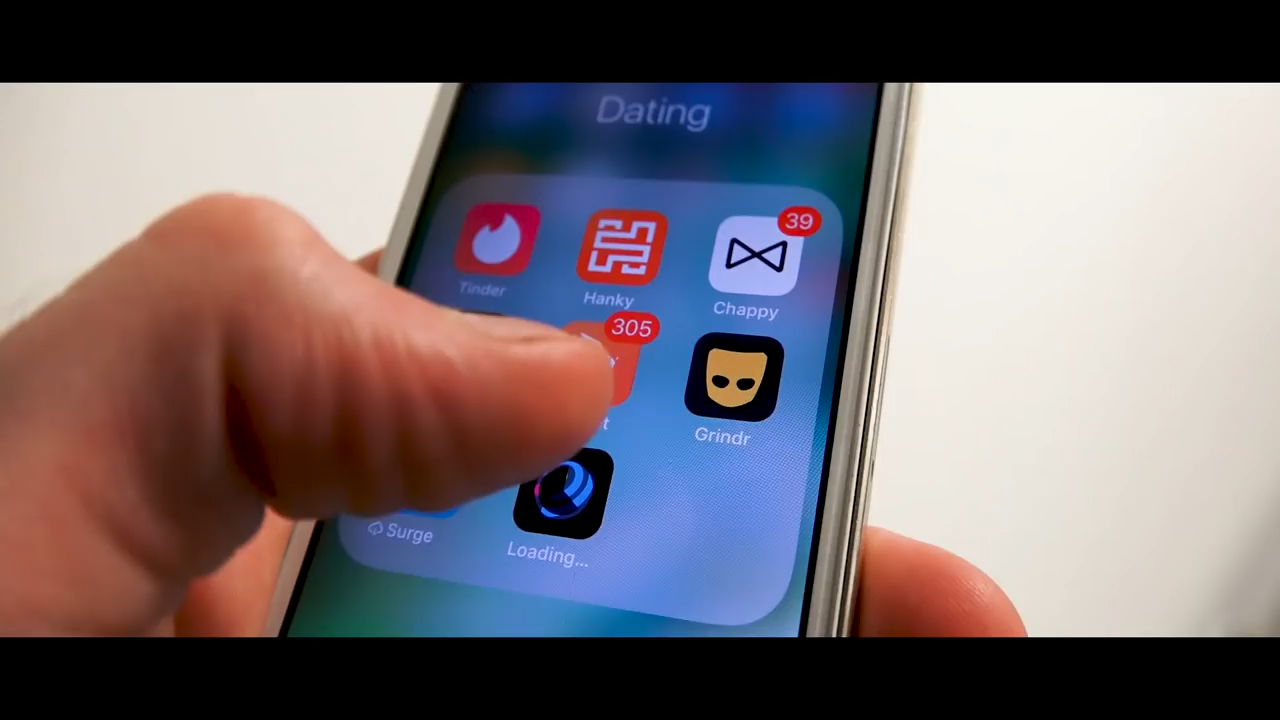 Dating
39
Tinder
Hanky
Chappy
305
t
Grindr
Surge
Loading...